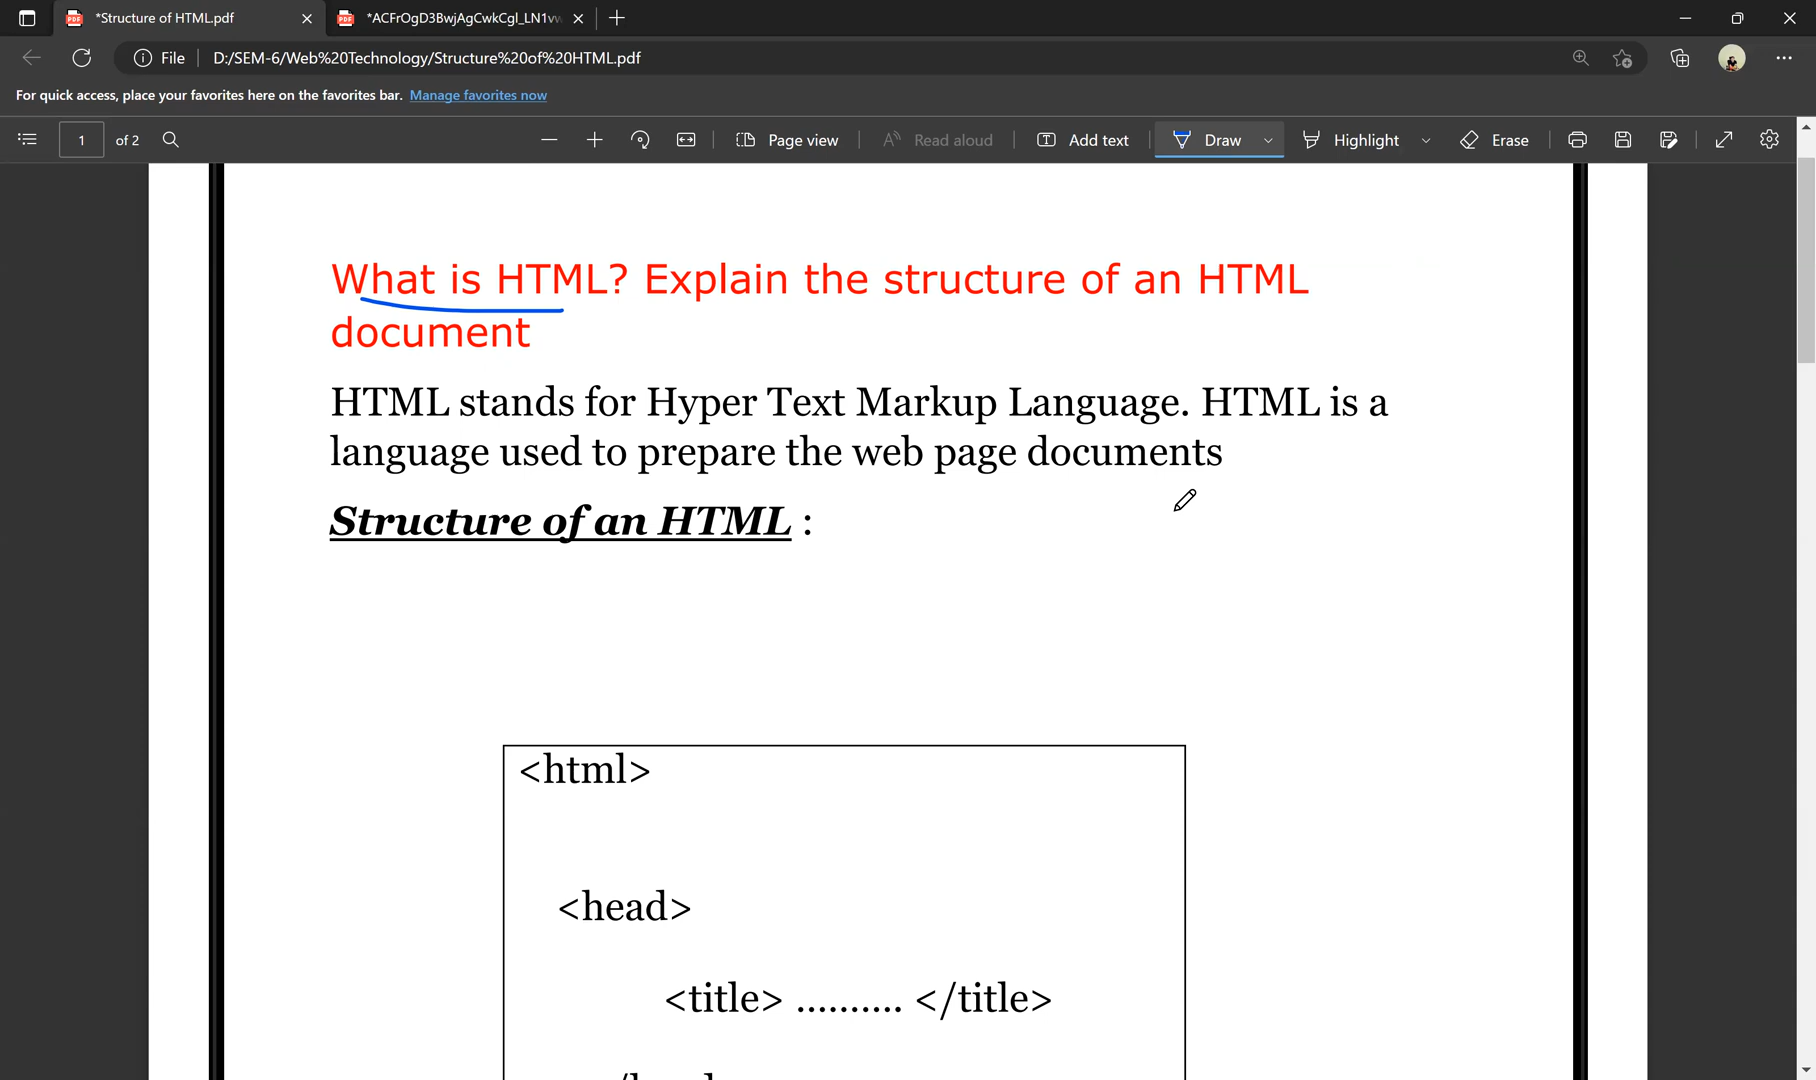 *Structure of HTML.pdf
*ACFrOgD3BwjAgCwkCgl_LN1vw
File
D:/SEM-6/Web%20Technology/Structure%20of%20HTML.pdf
For quick access, place your favorites here on the favorites bar. Manage favorites now
1 of 2
Page view
Read aloud
Add text
Draw
Highlight
Erase
What is HTML? Explain the structure of an HTML
document
HTML stands for Hyper Text Markup Language. HTML is a
language used to prepare the web page documents
Structure of an HTML :
<html>
<head>
<title> .......... </title>